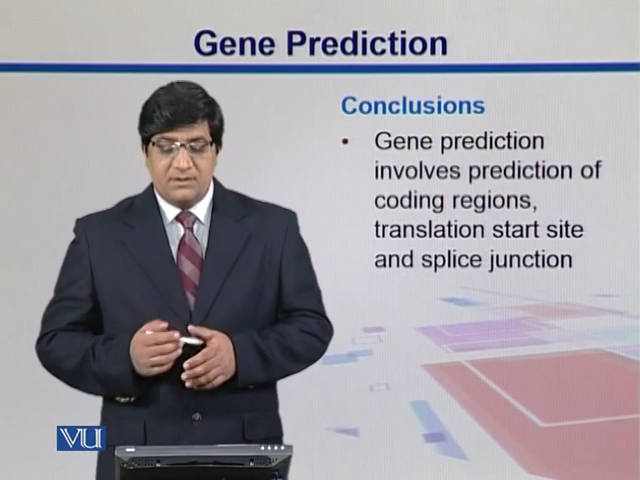 Gene Prediction
Conclusions
• Gene prediction
involves prediction of
coding regions,
translation start site
and splice junction
VU